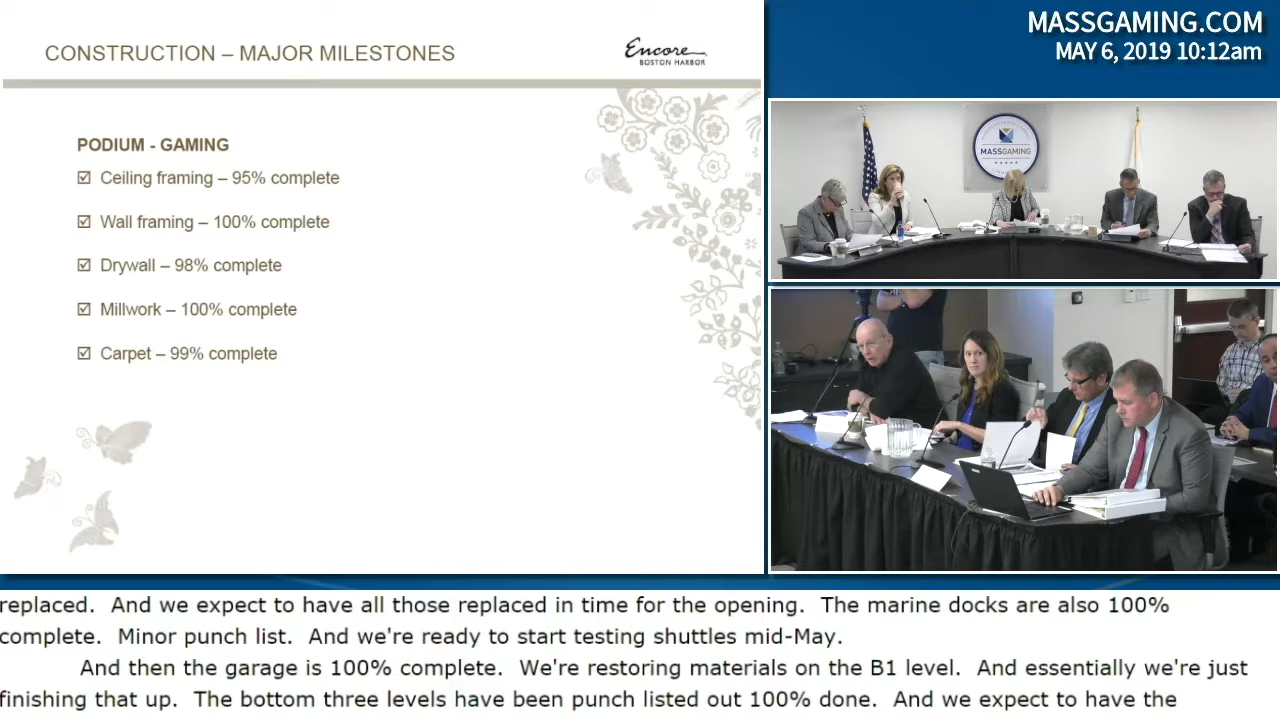 CONSTRUCTION – MAJOR MILESTONES
Encore
BOSTON HARBOR
PODIUM - GAMING
☑ Ceiling framing – 95% complete
☑ Wall framing – 100% complete
☑ Drywall – 98% complete
☑ Millwork – 100% complete
☑ Carpet – 99% complete
MASSGAMING.COM
MAY 6, 2019 10:12am
MASSGAMING
replaced. And we expect to have all those replaced in time for the opening. The marine docks are also 100%
complete. Minor punch list. And we're ready to start testing shuttles mid-May.
And then the garage is 100% complete. We're restoring materials on the B1 level. And essentially we're just
finishing that up. The bottom three levels have been punch listed out 100% done. And we expect to have the